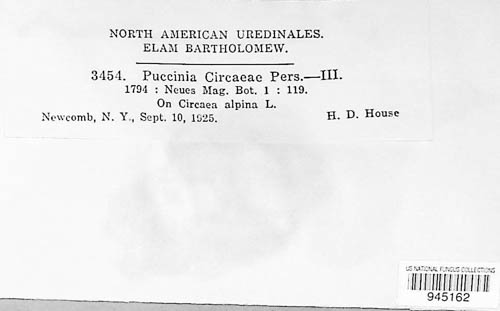 NORTH AMERICAN UREDINALES.
ELAM BARTHOLOMEW.
3454. Puccinia Circaeae Pers.—III.
1794 : Neues Mag. Bot. 1 : 119.
On Circaea alpina L.
Newcomb, N. Y., Sept. 10, 1925. H. D. House
US NATIONAL FUNGUS COLLECTIONS
945162